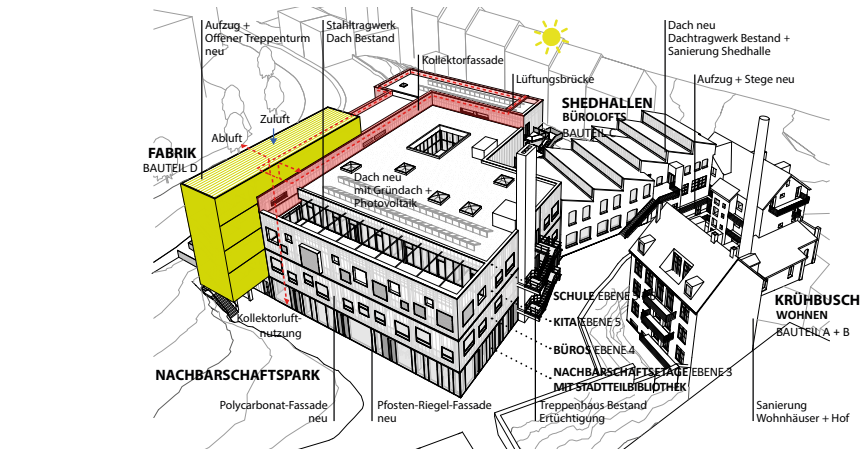 Aufzug +
Offener Treppenturm
neu
Stahltragwerk
Dach Bestand
Kollektorfassade
Lüftungsbrücke
Dach neu
Dachtragwerk Bestand +
Sanierung Shedhalle
Aufzug + Stege neu
SHEDHALLEN
BÜROLOFTS
BAUTEIL C
Zuluft
Abluft
FABRIK
BAUTEIL D
Dach neu
mit Gründach +
Photovoltaik
SCHULE EBENE
KITA EBENE 5
BÜROS EBENE 4
NACHBARSCHAFTSETAGE EBENE 3
MIT STADTTEILBIBLIOTHEK
KRÜHBUSCH
WOHNEN
BAUTEIL A + B
Kollektorluft-
nutzung
NACHBARSCHAFTSPARK
Polycarbonat-Fassade
neu
Pfosten-Riegel-Fassade
neu
Treppenhaus Bestand
Ertüchtigung
Sanierung
Wohnhäuser + Hof